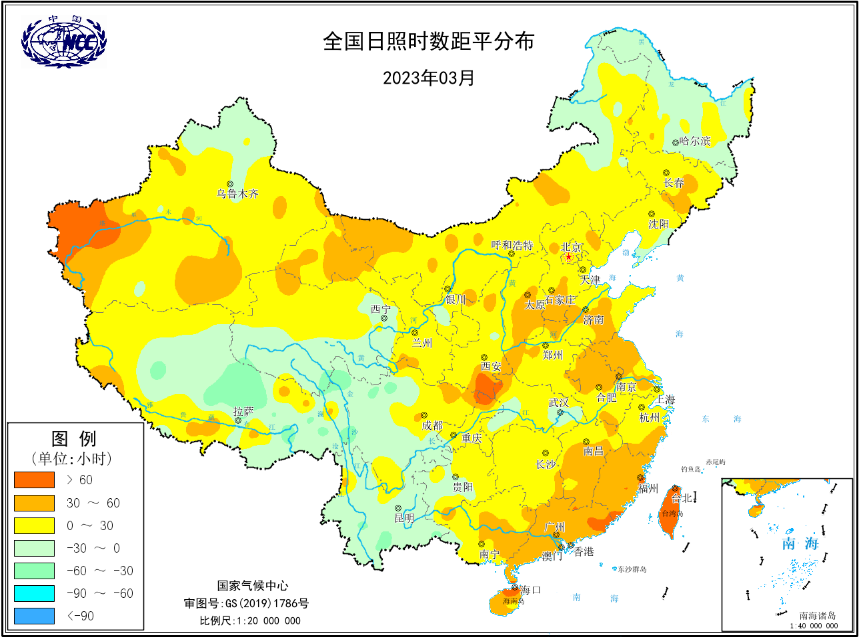 中国
NCC
全国日照时数距平分布
2023年03月
哈尔滨
长春
乌鲁木齐
沈阳
呼和浩特
北京
天津
渤
海
黄
海
银川
太原
石家庄
济南
西宁
兰州
郑州
西安
南京
合肥
上海
武汉
杭州
东 海
拉萨
成都
重庆
南昌
长沙
钓鱼岛
赤尾屿
贵阳
福州
台北
台湾岛
昆明
广州
南宁
澳门
香港
东沙群岛
海口
海南岛
南 海
图 例
(单位:小时)
> 60
30 ～ 60
0 ～ 30
-30 ～ 0
-60 ～ -30
-90 ～ -60
<-90
国家气候中心
审图号:GS(2019)1786号
比例尺:1:20 000 000
南 海
南海诸岛
1:40 000 000